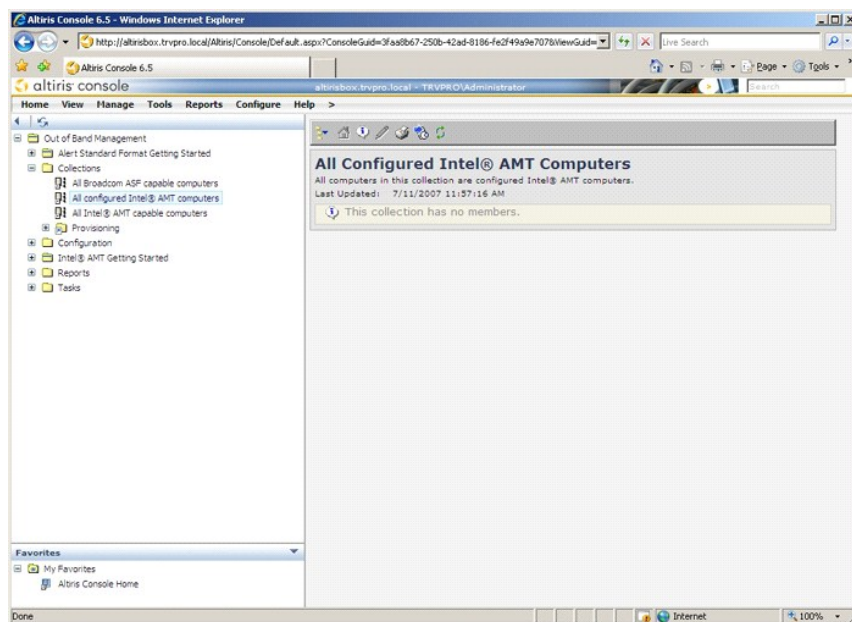 Altiris Console 6.5 - Windows Internet Explorer
http://altirisbox.trvpro.local/Altiris/Console/Default.aspx?ConsoleGuid=3faa8b67-250b-42ad-8186-fe2f49a9e707&ViewGuid=
Live Search
Altiris Console 6.5
Page
Tools
altiris console
altirisbox.trvpro.local - TRVPRO\Administrator
Search
Home View Manage Tools Reports Configure Help >
Out of Band Management
Alert Standard Format Getting Started
Collections
All Broadcom ASF capable computers
All configured Intel® AMT computers
All Intel® AMT capable computers
Provisioning
Configuration
Intel® AMT Getting Started
Reports
Tasks
All Configured Intel® AMT Computers
All computers in this collection are configured Intel® AMT computers.
Last Updated: 7/11/2007 11:57:16 AM
This collection has no members.
Favorites
My Favorites
Altiris Console Home
Done
Internet
100%